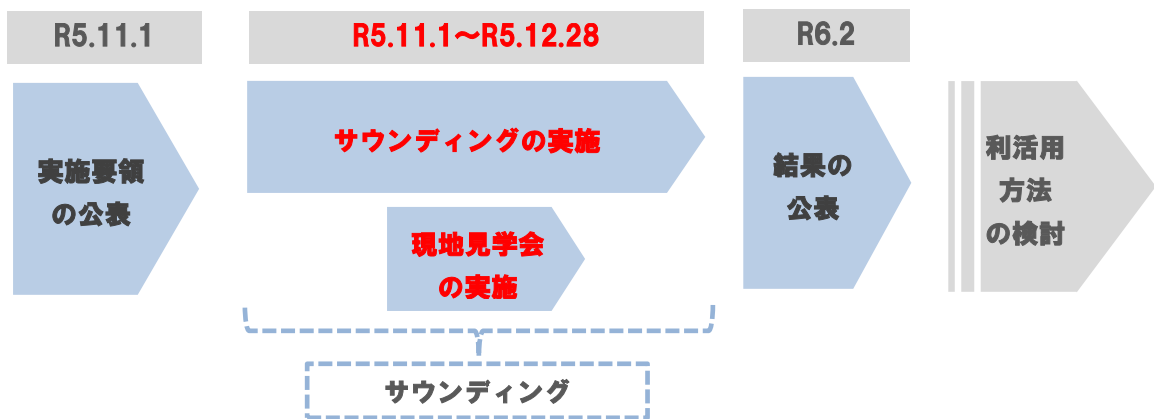 R5.11.1
R5.11.1～R5.12.28
R6.2
実施要領
の公表
サウンディングの実施
現地見学会
の実施
結果の
公表
利活用
方法
の検討
サウンディング